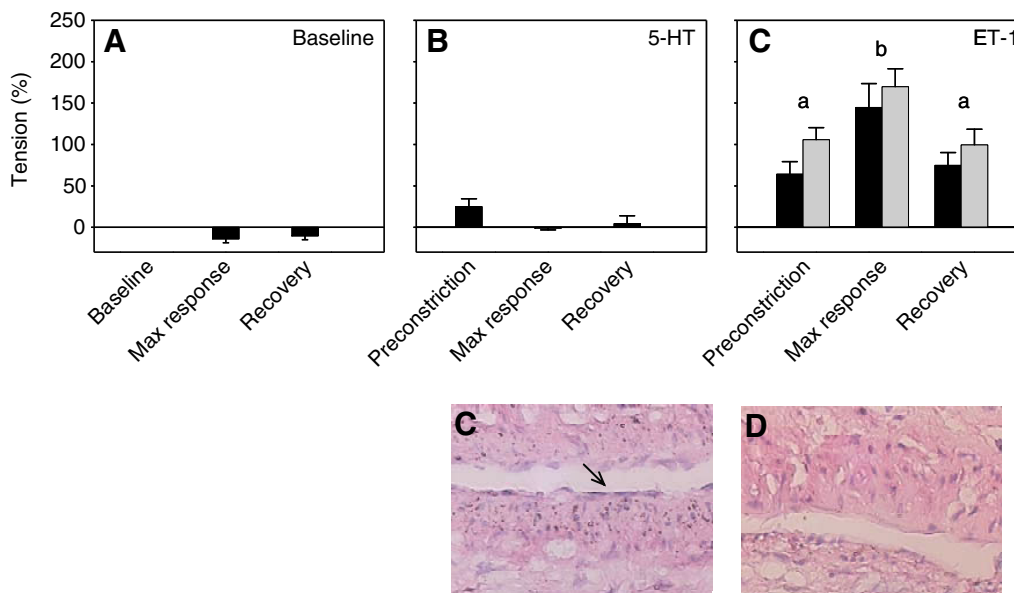 250
200
150
100
50
0
Tension (%)
A
Baseline
Baseline
Max response
Recovery
B
5-HT
Preconstriction
Max response
Recovery
C
ET-1
a
b
a
Preconstriction
Max response
Recovery
C
D